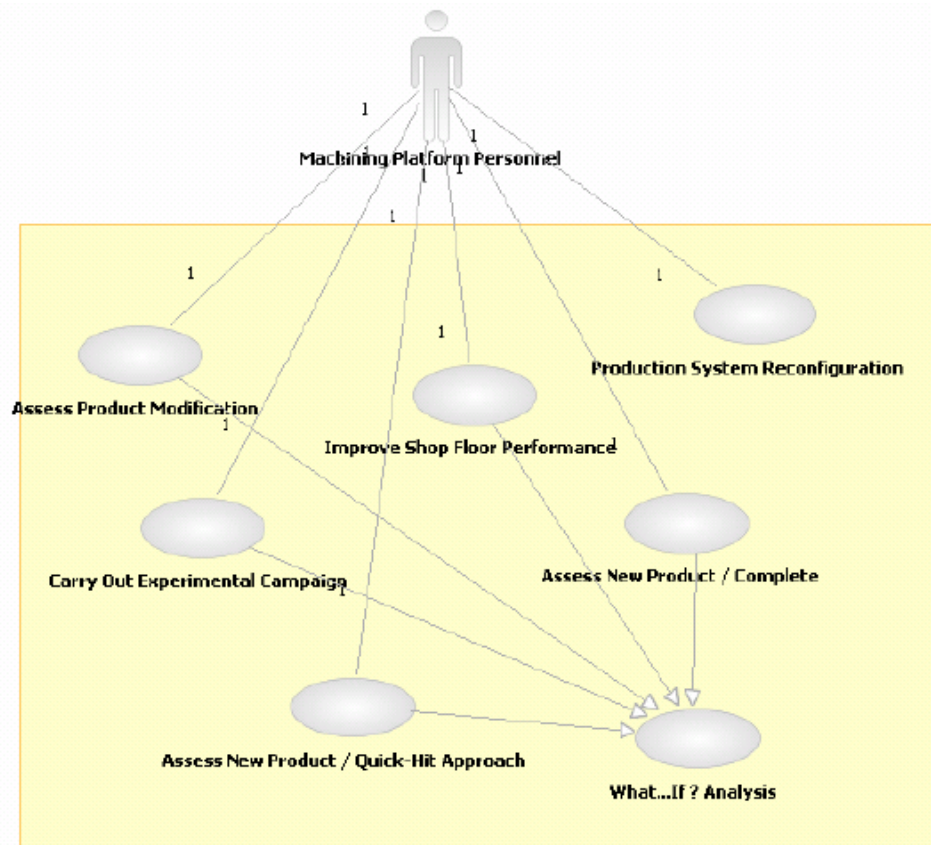 1
1
Machining Platform Personnel
1
1
1
1
1
1
Production System Reconfiguration
1
Assess Product Modification
1
Improve Shop Floor Performance
1
Assess New Product / Complete
Carry Out Experimental Campaign
1
Assess New Product / Quick-Hit Approach
What...If ? Analysis